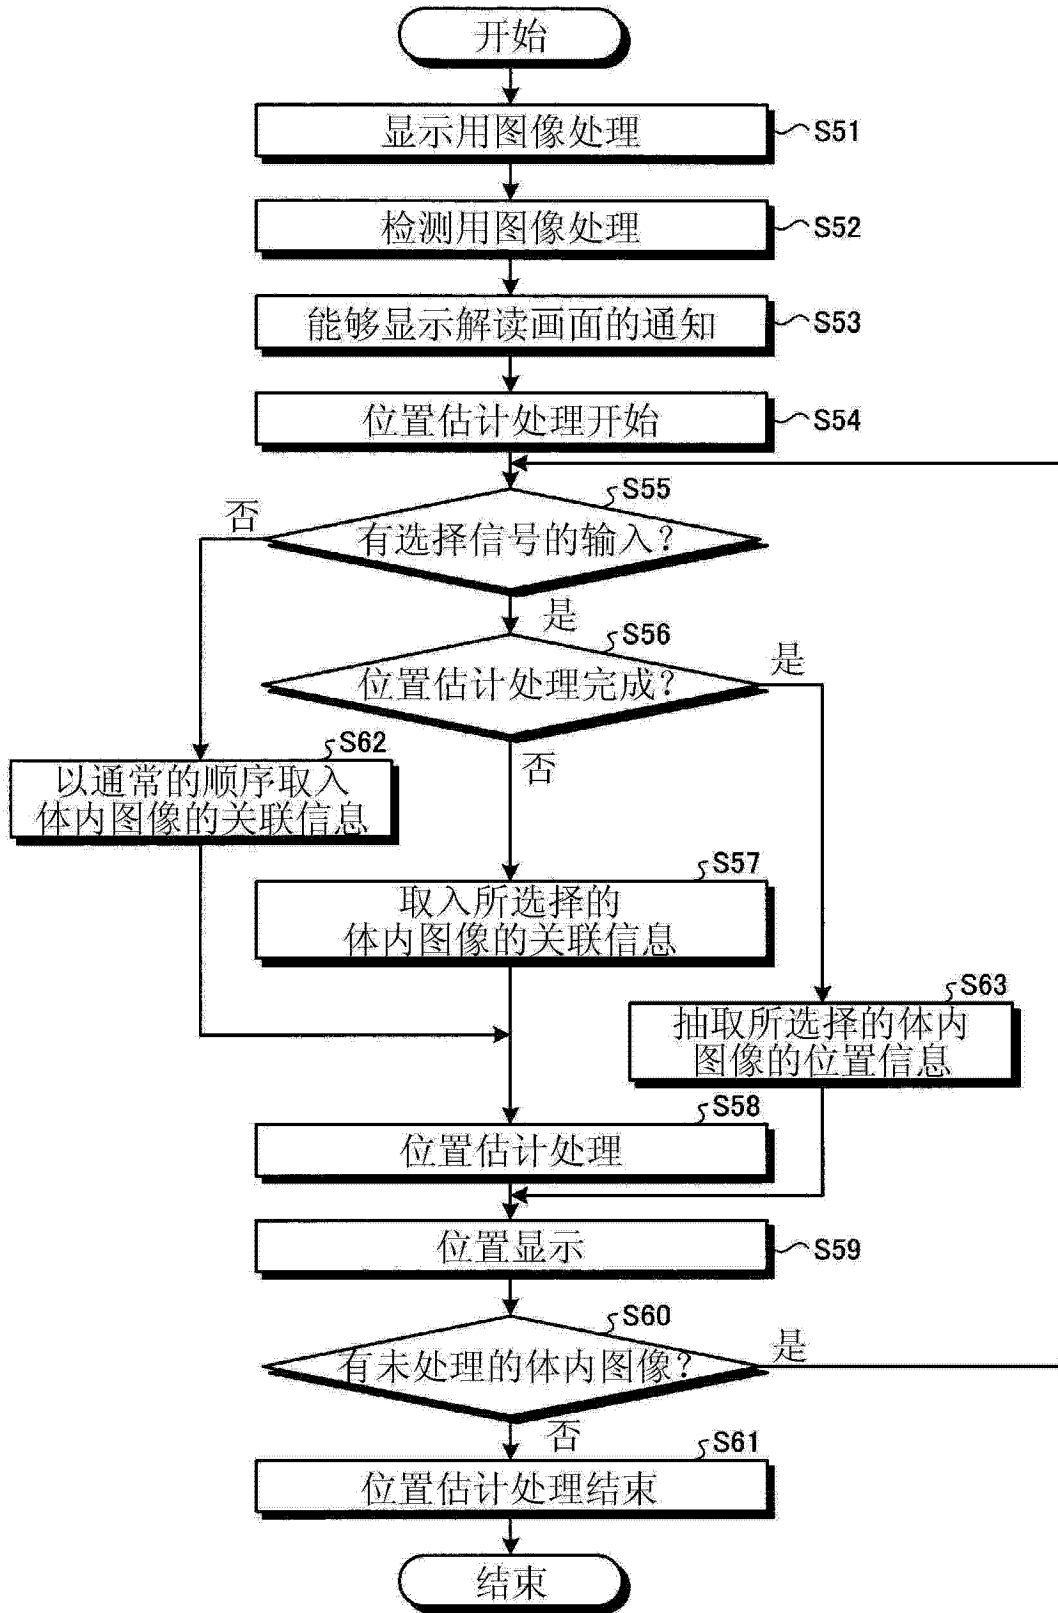 开始
显示用图像处理
S51
检测用图像处理
S52
能够显示解读画面的通知
S53
位置估计处理开始
S54
S55
否
有选择信号的输入？
是
S56
位置估计处理完成？
是
否
S62
以通常的顺序取入
体内图像的关联信息
S57
取入所选择的
体内图像的关联信息
S63
抽取所选择的体内
图像的位置信息
S58
位置估计处理
位置显示
S59
S60
有未处理的体内图像？
是
否
S61
位置估计处理结束
结束